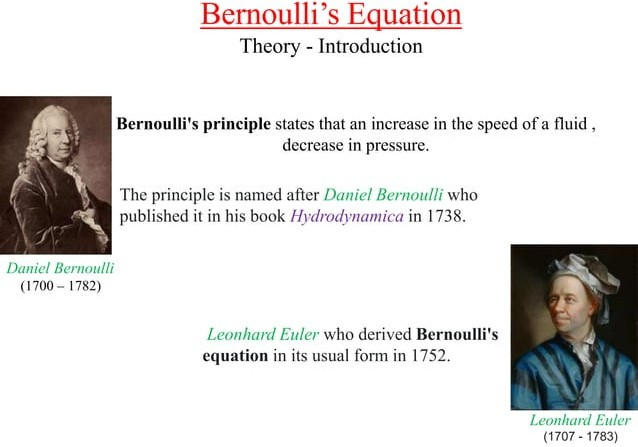 Bernoulli’s Equation
Theory - Introduction
Bernoulli's principle states that an increase in the speed of a fluid ,
decrease in pressure.
The principle is named after Daniel Bernoulli who
published it in his book Hydrodynamica in 1738.
Daniel Bernoulli
(1700 – 1782)
Leonhard Euler who derived Bernoulli's
equation in its usual form in 1752.
Leonhard Euler
(1707 - 1783)